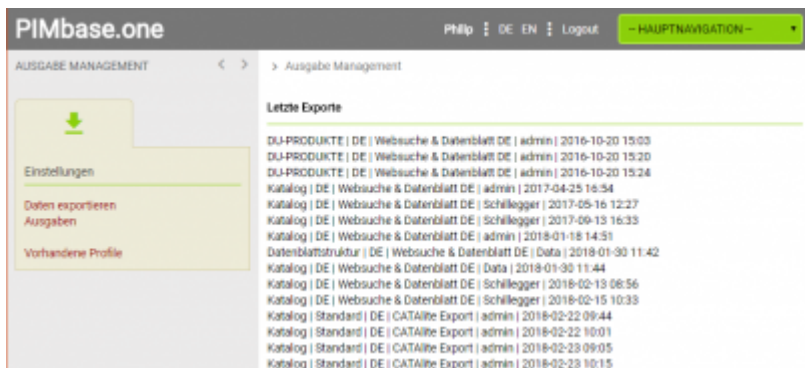 PIMbase.one
Philip ⋮ DE EN ⋮ Logout
-- HAUPTNAVIGATION --
AUSGABE MANAGEMENT < >
> Ausgabe Management
Einstellungen
Daten exportieren
Ausgaben
Vorhandene Profile
Letzte Exporte
DU-PRODUKTE | DE | Websuche & Datenblatt DE | admin | 2016-10-20 15:03
DU-PRODUKTE | DE | Websuche & Datenblatt DE | admin | 2016-10-20 15:20
DU-PRODUKTE | DE | Websuche & Datenblatt DE | admin | 2016-10-20 15:24
Katalog | DE | Websuche & Datenblatt DE | admin | 2017-04-25 16:54
Katalog | DE | Websuche & Datenblatt DE | Schillegger | 2017-05-16 12:27
Katalog | DE | Websuche & Datenblatt DE | Schillegger | 2017-09-13 16:33
Katalog | DE | Websuche & Datenblatt DE | admin | 2018-01-18 14:51
Datenblattstruktur | DE | Websuche & Datenblatt DE | Data | 2018-01-30 11:42
Katalog | DE | Websuche & Datenblatt DE | Data | 2018-01-30 11:44
Katalog | DE | Websuche & Datenblatt DE | Schillegger | 2018-02-13 08:56
Katalog | DE | Websuche & Datenblatt DE | Schillegger | 2018-02-15 10:33
Katalog | Standard | DE | CATAlite Export | admin | 2018-02-22 09:44
Katalog | Standard | DE | CATAlite Export | admin | 2018-02-22 10:01
Katalog | Standard | DE | CATAlite Export | admin | 2018-02-23 09:05
Katalog | Standard | DE | CATAlite Export | admin | 2018-02-23 10:15